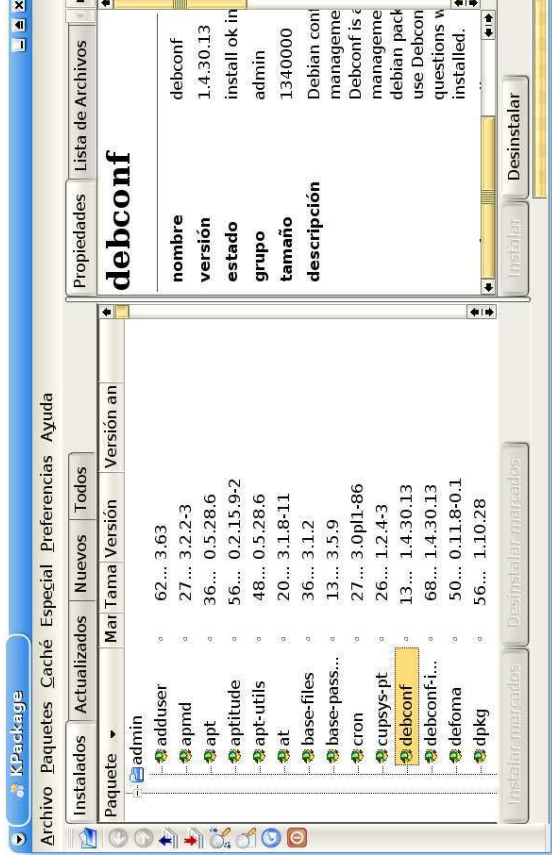 KPackage
Archivo Paquetes Caché Especial Preferencias Ayuda
Instalados Actualizados Nuevos Todos
Paquete Mar Tama Versión Versión an
admin
adduser 62... 3.63
apmd 27... 3.2.2-3
apt 36... 0.5.28.6
aptitude 56... 0.2.15.9-2
apt-utils 48... 0.5.28.6
at 20... 3.1.8-11
base-files 36... 3.1.2
base-pass... 13... 3.5.9
cron 27... 3.0pl1-86
cupsys-pt 26... 1.2.4-3
debconf 13... 1.4.30.13
debconf-i... 68... 1.4.30.13
defoma 50... 0.11.8-0.1
dpkg 56... 1.10.28
Instalar marcados Desinstalar marcados
Propiedades Lista de Archivos
debconf
nombre debconf
versión 1.4.30.13
estado install ok in
grupo admin
tamaño 1340000
descripción Debian conf
manageme
Debconf is a
manageme
debian pack
use Debcon
questions w
installed.
Instalar Desinstalar